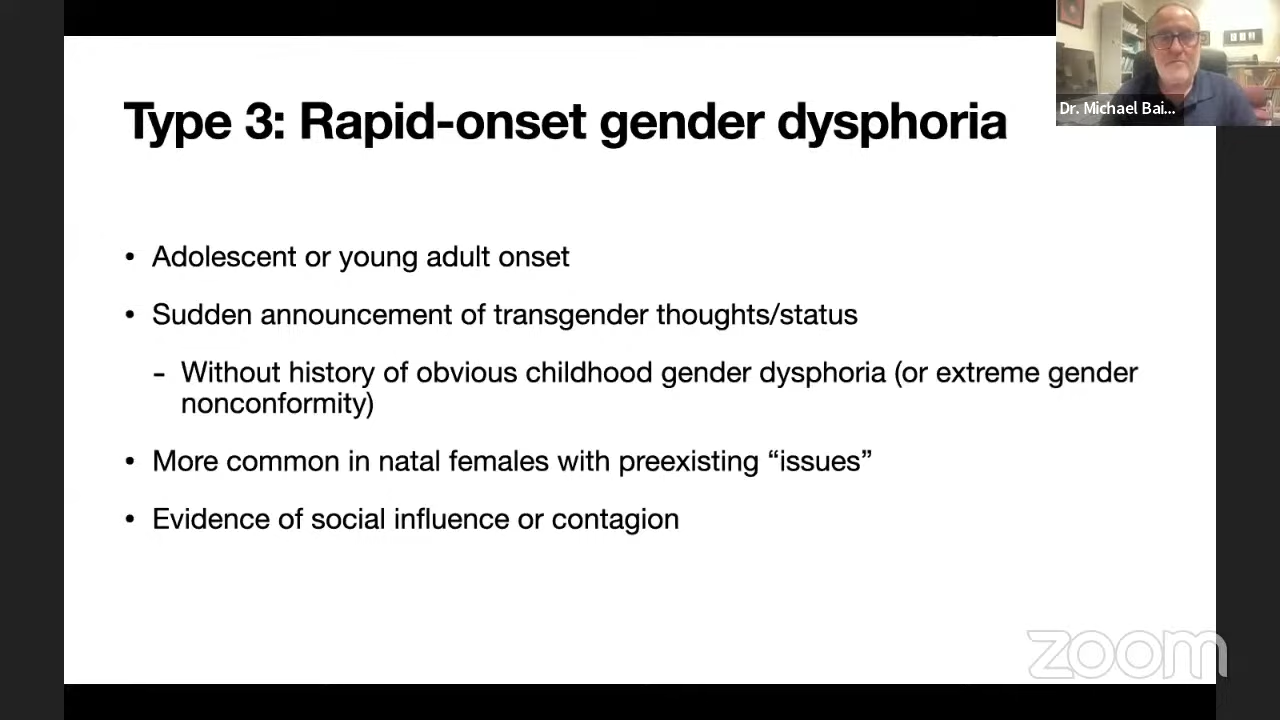 Type 3: Rapid-onset gender dysphoria
Dr. Michael Bai...
• Adolescent or young adult onset
• Sudden announcement of transgender thoughts/status
– Without history of obvious childhood gender dysphoria (or extreme gender
nonconformity)
• More common in natal females with preexisting “issues”
• Evidence of social influence or contagion
zoom